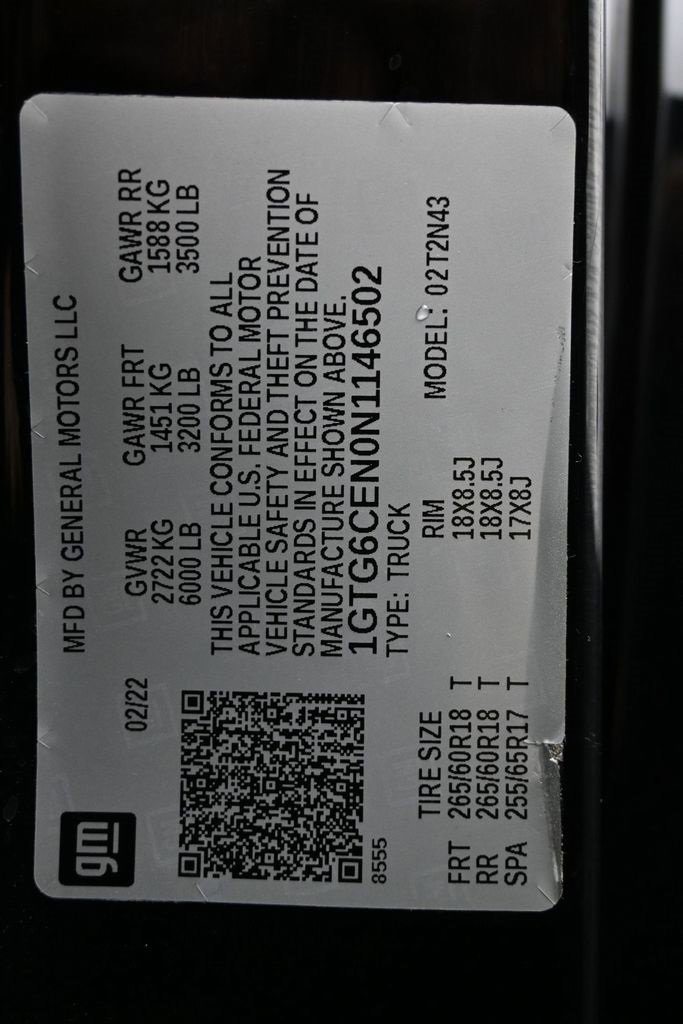 gm
02/22
MFD BY GENERAL MOTORS LLC
GVWR GAWR FRT GAWR RR
2722 KG 1451 KG 1588 KG
6000 LB 3200 LB 3500 LB
THIS VEHICLE CONFORMS TO ALL
APPLICABLE U.S. FEDERAL MOTOR
VEHICLE SAFETY AND THEFT PREVENTION
STANDARDS IN EFFECT ON THE DATE OF
MANUFACTURE SHOWN ABOVE.
1GTG6CEN0N1146502
8555
TYPE: TRUCK
TIRE SIZE RIM MODEL: 02T2N43
FRT 265/60R18 T 18X8.5J
RR 265/60R18 T 18X8.5J
SPA 255/65R17 T 17X8J